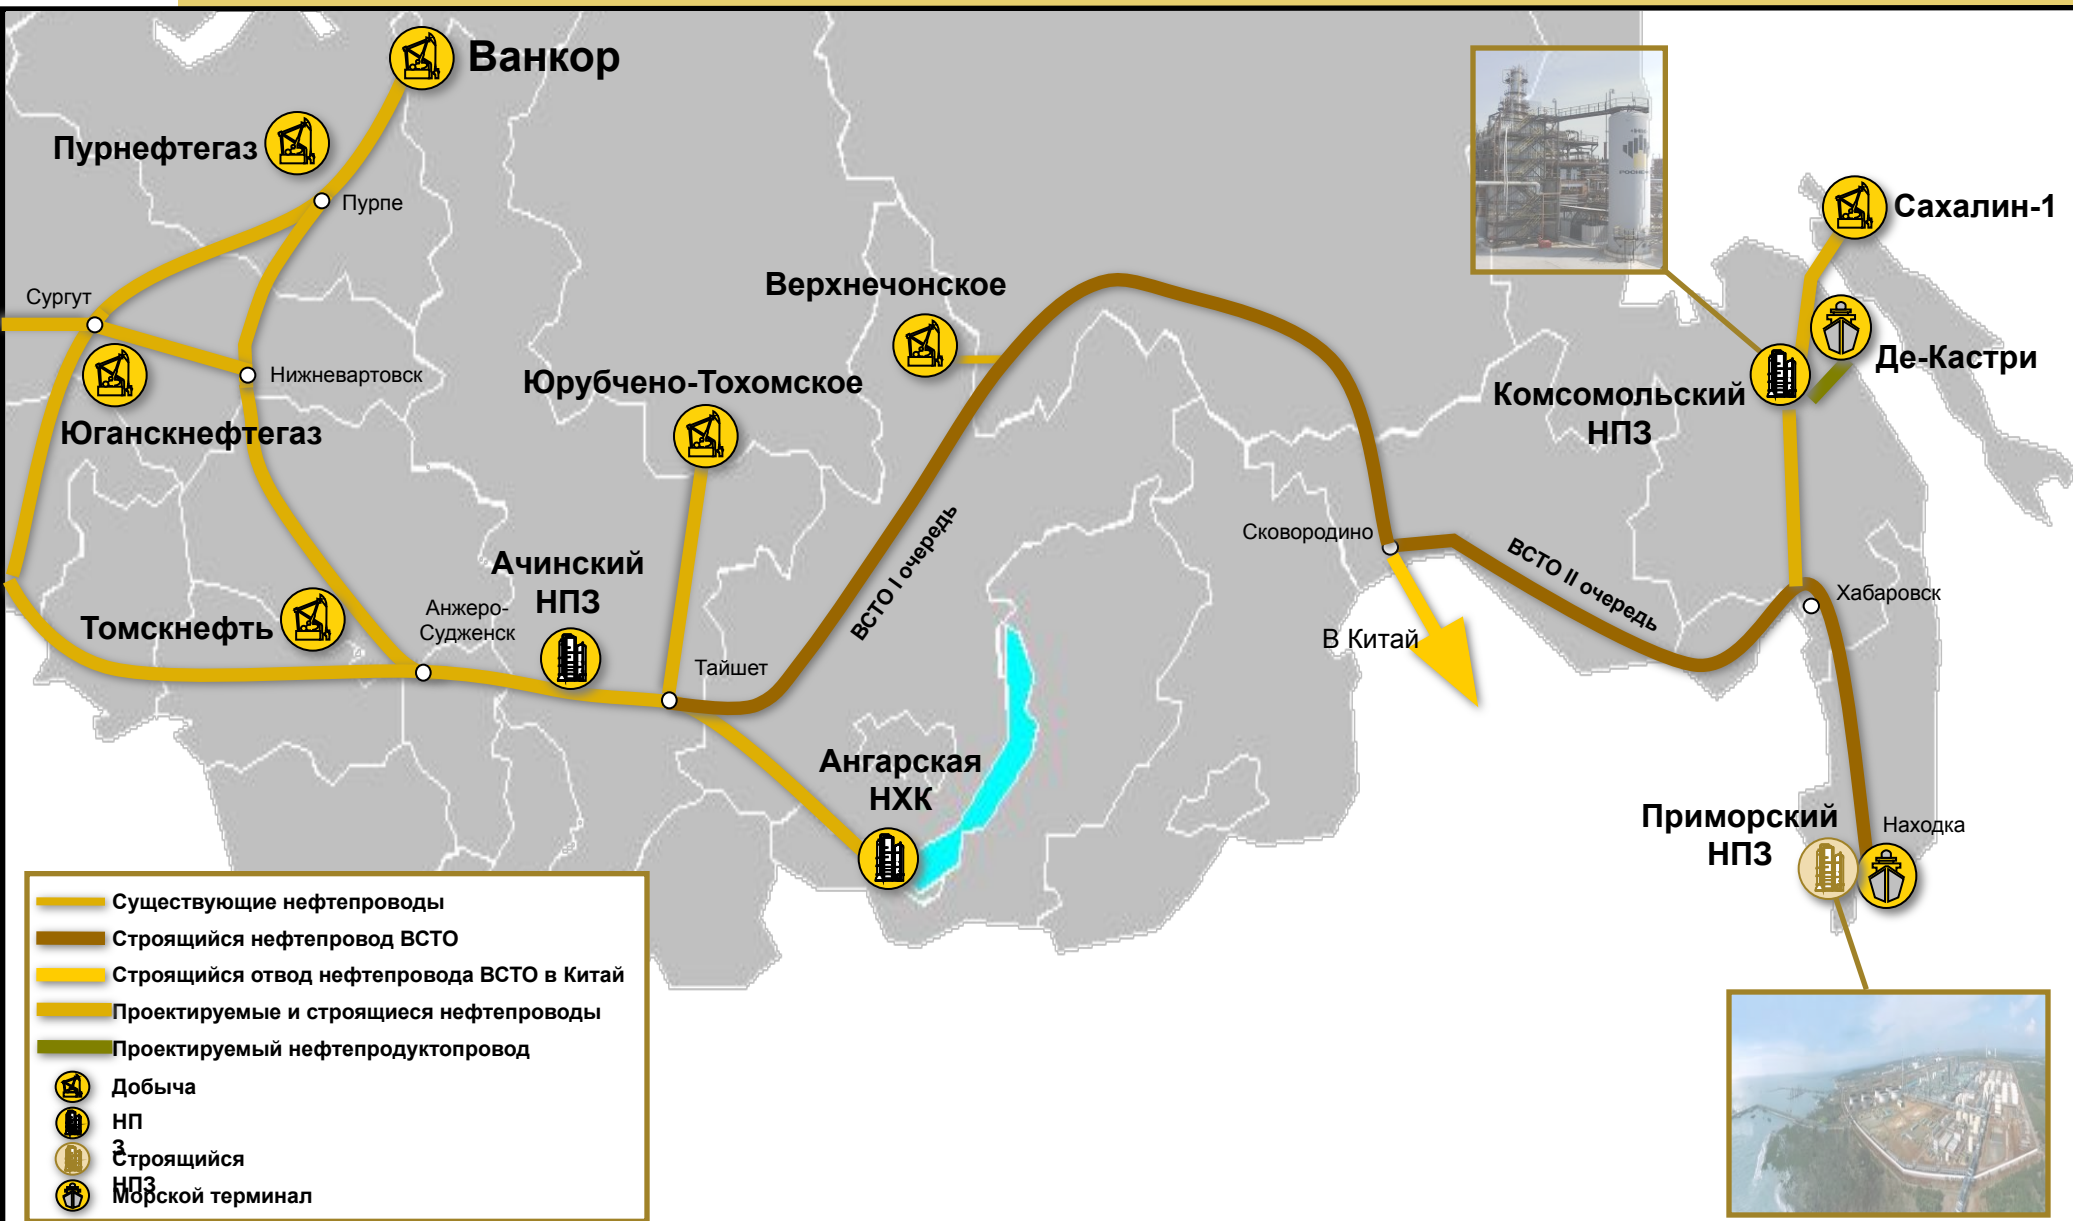 Ванкор
Пурнефтегаз
Пурпе
Сахалин-1
Сургут
Верхнечонское
Нижневартовск
Де-Кастри
Юрубчено-Тохомское
Комсомольский
НПЗ
Юганскнефтегаз
ВСТО I очередь
Сковородино
ВСТО II очередь
Ачинский
НПЗ
Хабаровск
Анжеро-
Судженск
Томскнефть
В Китай
Тайшет
Ангарская
НХК
Приморский
НПЗ
Находка
Существующие нефтепроводы
Строящийся нефтепровод ВСТО
Строящийся отвод нефтепровода ВСТО в Китай
Проектируемые и строящиеся нефтепроводы
Проектируемый нефтепродуктопровод
Добыча
НП
З
Строящийся
НПЗ
Морской терминал